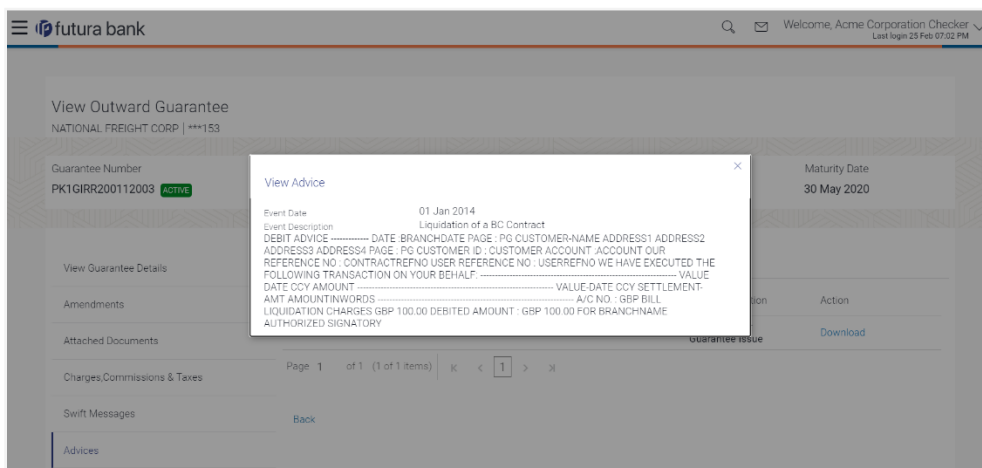 futura bank
Welcome, Acme Corporation Checker
Last login 25 Feb 07:02 PM
View Outward Guarantee
NATIONAL FREIGHT CORP | ***153
Guarantee Number
PK1GIRR200112003 ACTIVE
Maturity Date
30 May 2020
View Advice
Event Date 01 Jan 2014
Event Description Liquidation of a BC Contract
DEBIT ADVICE ------------ DATE :BRANCHDATE PAGE : PG CUSTOMER-NAME ADDRESS1 ADDRESS2
ADDRESS3 ADDRESS4 PAGE : PG CUSTOMER ID : CUSTOMER ACCOUNT :ACCOUNT OUR
REFERENCE NO : CONTRACTREFNO USER REFERENCE NO : USERREFNO WE HAVE EXECUTED THE
FOLLOWING TRANSACTION ON YOUR BEHALF: ------------------------------------------------------------ VALUE
DATE CCY AMOUNT ------------------------------------------------------------ VALUE-DATE CCY SETTLEMENT-
AMT AMOUNTINWORDS ------------------------------------------------------------ A/C NO. : GBP BILL
LIQUIDATION CHARGES GBP 100.00 DEBITED AMOUNT : GBP 100.00 FOR BRANCHNAME
AUTHORIZED SIGNATORY
View Guarantee Details
Amendments
Attached Documents
Charges,Commissions & Taxes
Swift Messages
Advices
Action
Guarantee Issue
Download
Page 1 of 1 (1 of 1 items) 1
Back